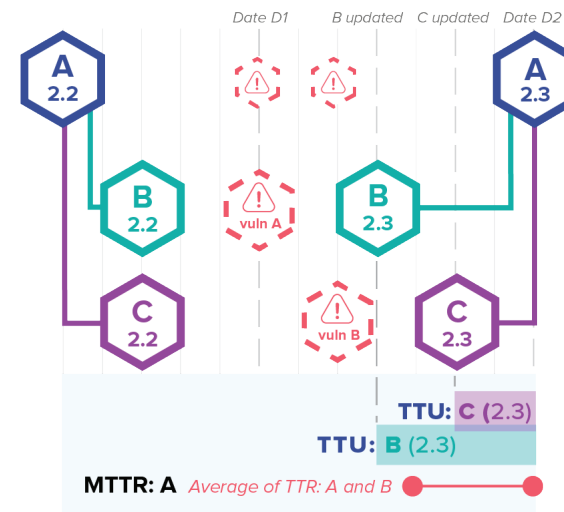 Date D1 B updated C updated Date D2
A
2.2
!
!
A
2.3
B
2.2
!
vuln A
B
2.3
C
2.2
!
vuln B
C
2.3
TTU: C (2.3)
TTU: B (2.3)
MTTR: A Average of TTR: A and B